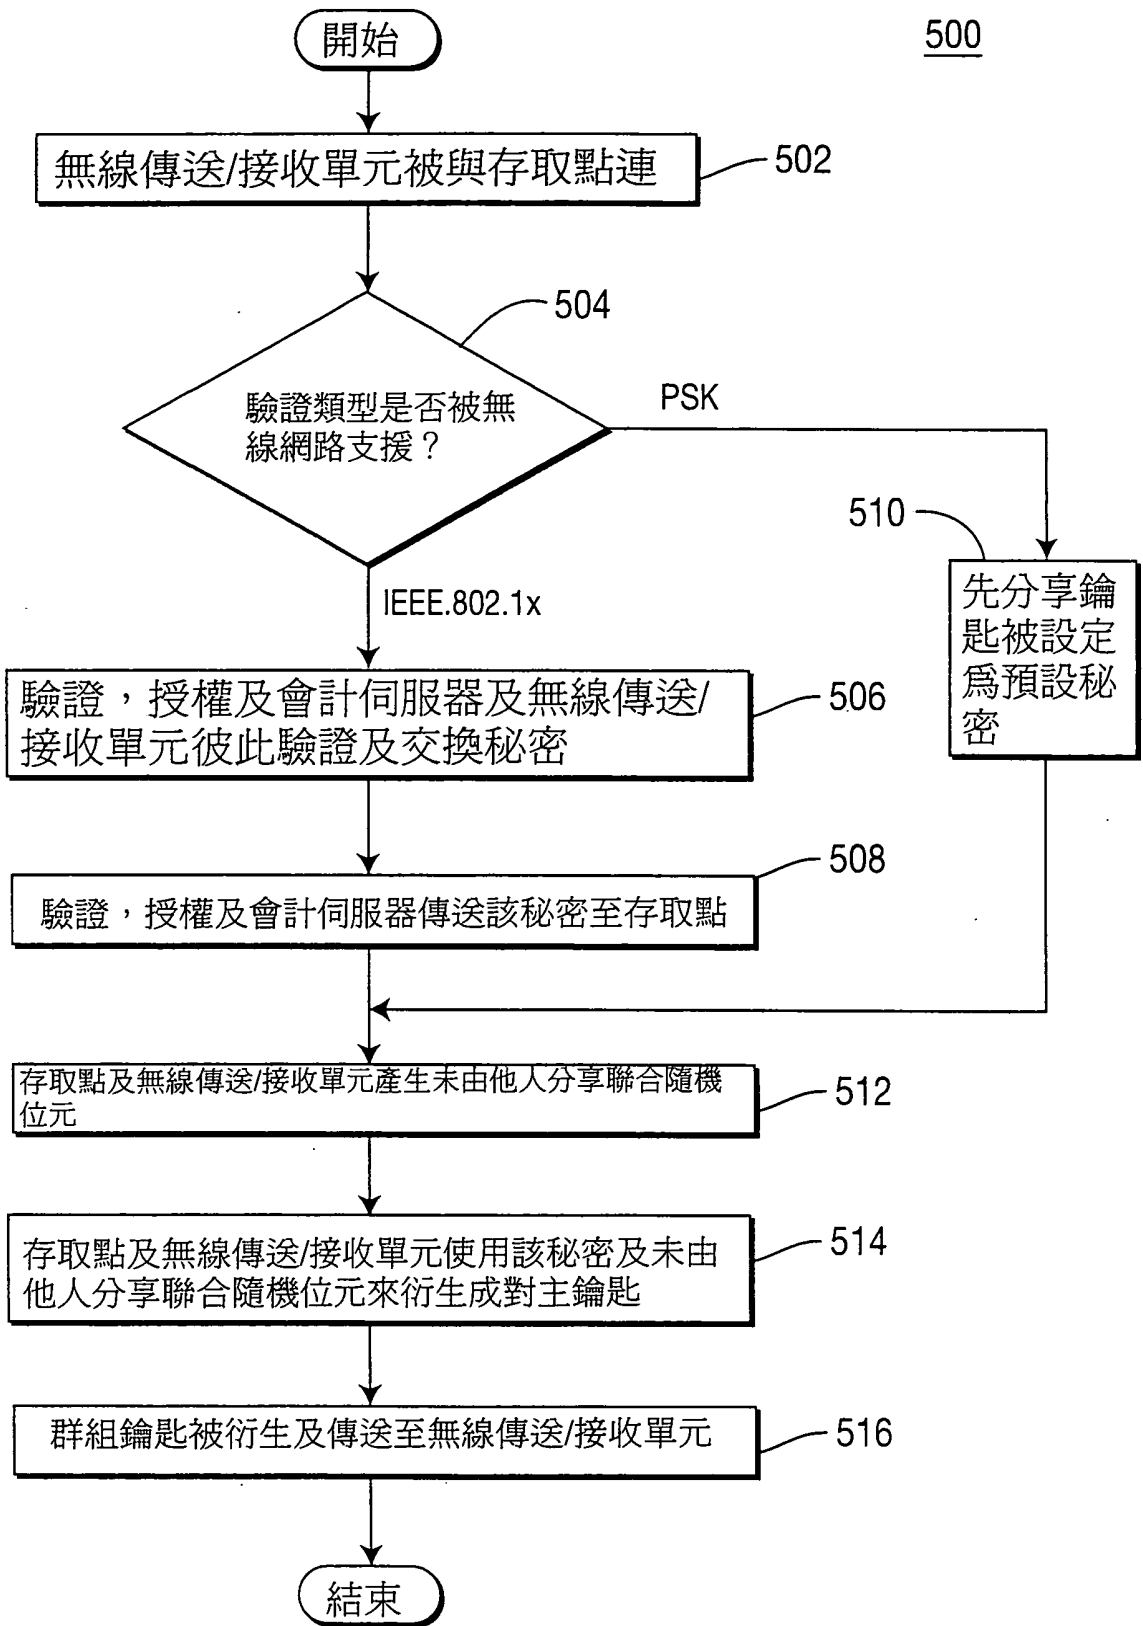 開始
500
無線傳送/接收單元被與存取點連
502
504
驗證類型是否被無
線網路支援？
PSK
510
先分享鑰
匙被設定
爲預設秘
密
IEEE.802.1x
驗證，授權及會計伺服器及無線傳送/
接收單元彼此驗證及交換秘密
506
508
驗證，授權及會計伺服器傳送該秘密至存取點
存取點及無線傳送/接收單元產生未由他人分享聯合隨機
位元
512
存取點及無線傳送/接收單元使用該秘密及未由
他人分享聯合隨機位元來衍生成對主鑰匙
514
群組鑰匙被衍生及傳送至無線傳送/接收單元
516
結束